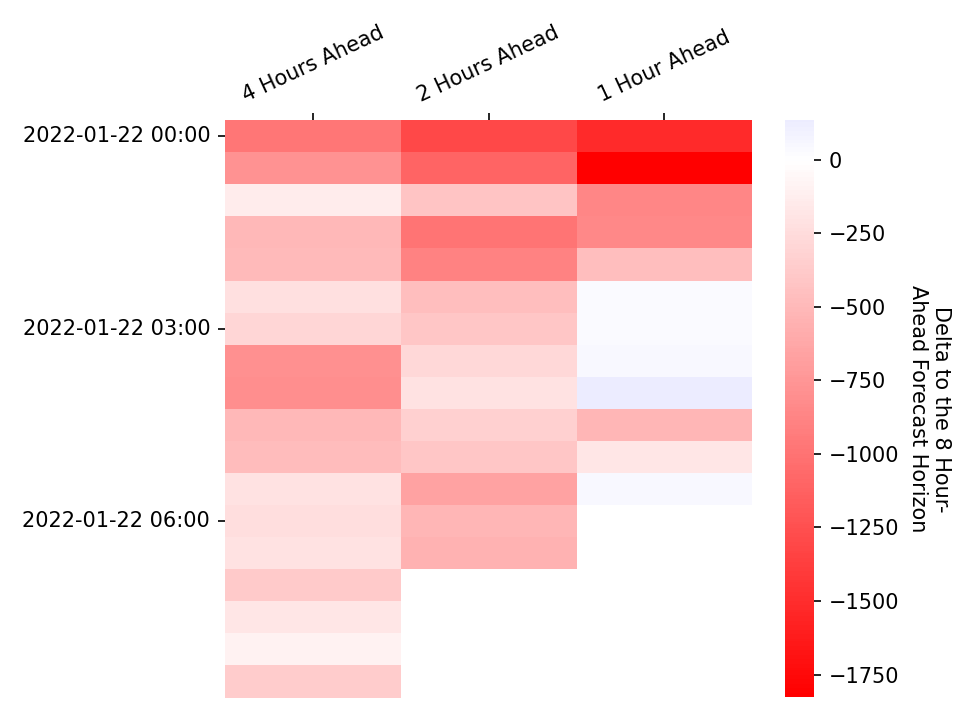 4 Hours Ahead
2 Hours Ahead
1 Hour Ahead
2022-01-22 00:00
2022-01-22 03:00
2022-01-22 06:00
0
−250
−500
−750
−1000
−1250
−1500
−1750
Delta to the 8 Hour-
Ahead Forecast Horizon